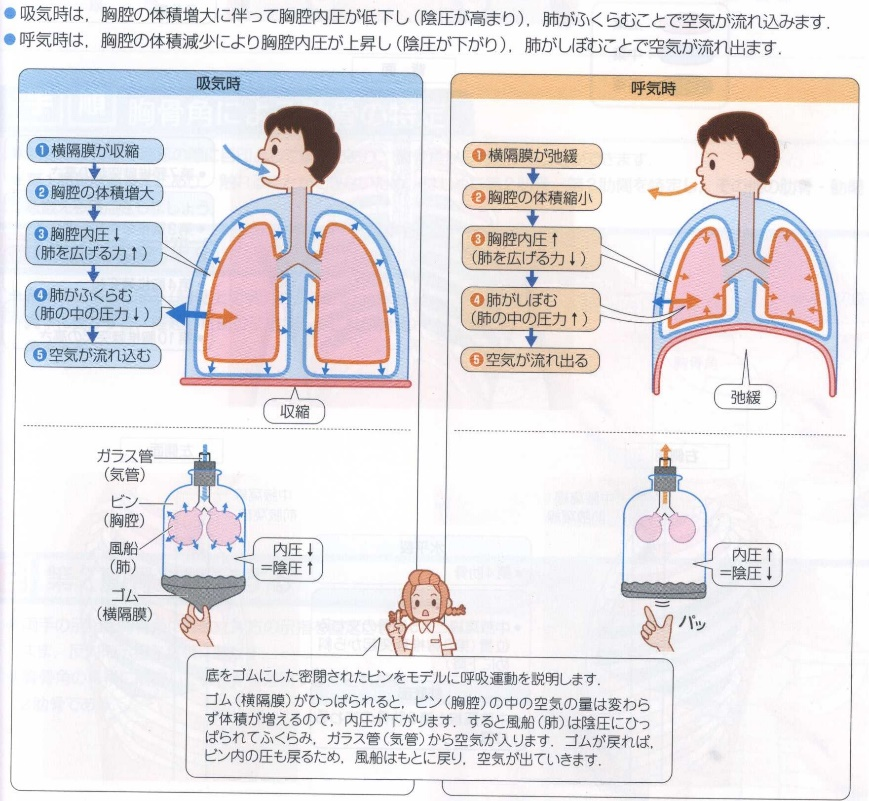 ● 吸気時は，胸腔の体積増大に伴って胸腔内圧が低下し（陰圧が高まり），肺がふくらむことで空気が流れ込みます．
● 呼気時は，胸腔の体積減少により胸腔内圧が上昇し（陰圧が下がり），肺がしぼむことで空気が流れ出ます．
吸気時
❶横隔膜が収縮
❷胸腔の体積増大
❸胸腔内圧↓
（肺を広げる力↑）
❹肺がふくらむ
（肺の中の圧力↓）
❺空気が流れ込む
収縮
呼気時
❶横隔膜が弛緩
❷胸腔の体積縮小
❸胸腔内圧↑
（肺を広げる力↓）
❹肺がしぼむ
（肺の中の圧力↑）
❺空気が流れ出る
弛緩
ガラス管
（気管）
ビン
（胸腔）
風船
（肺）
ゴム
（横隔膜）
内圧↓
＝陰圧↑
内圧↑
＝陰圧↓
パッ
底をゴムにした密閉されたビンをモデルに呼吸運動を説明します．
ゴム（横隔膜）がひっぱられると，ビン（胸腔）の中の空気の量は変わら
ず体積が増えるので，内圧が下がります．すると風船（肺）は陰圧にひっ
ぱられてふくらみ，ガラス管（気管）から空気が入ります．ゴムが戻れば，
ビン内の圧も戻るため，風船はもとに戻り，空気が出ていきます．